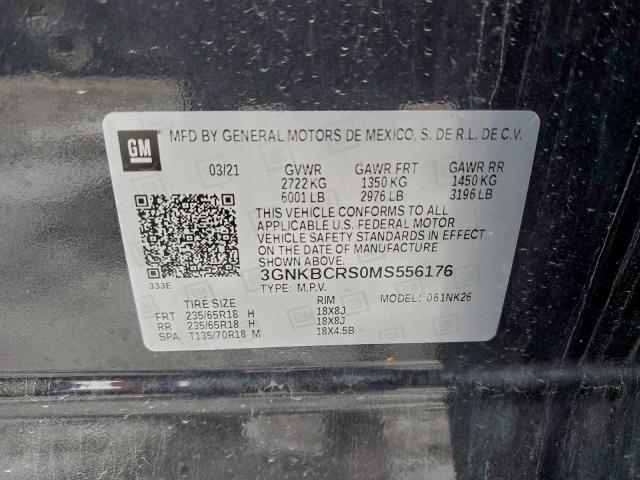 GM MFD BY GENERAL MOTORS DE MEXICO, S. DE R.L. DE C.V.
03/21 GVWR GAWR FRT GAWR RR
2722 KG 1350 KG 1450 KG
6001 LB 2976 LB 3196 LB
THIS VEHICLE CONFORMS TO ALL
APPLICABLE U.S. FEDERAL MOTOR
VEHICLE SAFETY STANDARDS IN EFFECT
ON THE DATE OF MANUFACTURE
SHOWN ABOVE.
3GNKBCRS0MS556176
333E TYPE: M.P.V.
TIRE SIZE RIM MODEL: 061NK26
FRT 235/65R18 H 18X8J
RR 235/65R18 H 18X8J
SPA T135/70R18 M 18X4.5B